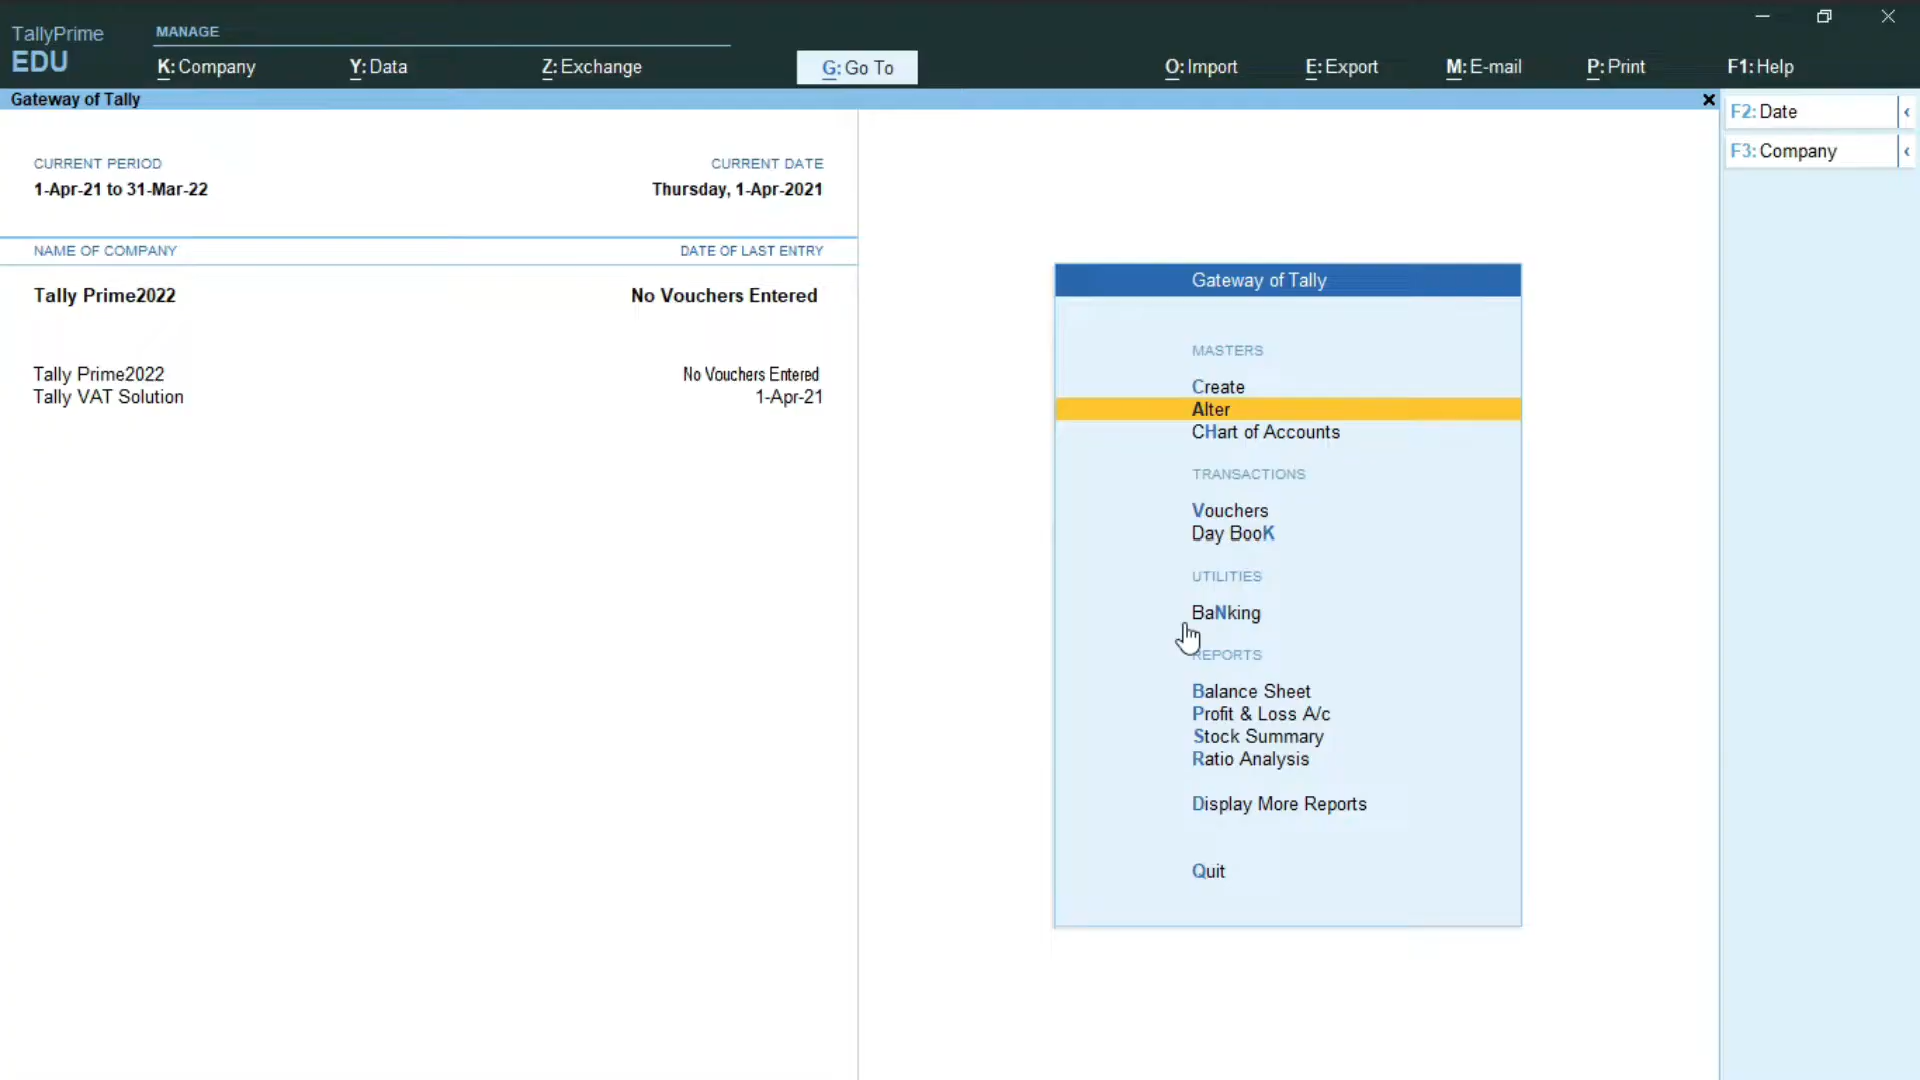 TallyPrime
EDU
MANAGE
K: Company
Y: Data
Z: Exchange
G: Go To
O: Import
E: Export
M: E-mail
P: Print
F1: Help
Gateway of Tally
F2: Date
F3: Company
CURRENT PERIOD
CURRENT DATE
1-Apr-21 to 31-Mar-22
Thursday, 1-Apr-2021
NAME OF COMPANY
DATE OF LAST ENTRY
Tally Prime2022
No Vouchers Entered
Tally Prime2022
No Vouchers Entered
Tally VAT Solution
1-Apr-21
Gateway of Tally
MASTERS
Create
Alter
CHart of Accounts
TRANSACTIONS
Vouchers
Day BooK
UTILITIES
BaNking
REPORTS
Balance Sheet
Profit & Loss A/c
Stock Summary
Ratio Analysis
Display More Reports
Quit